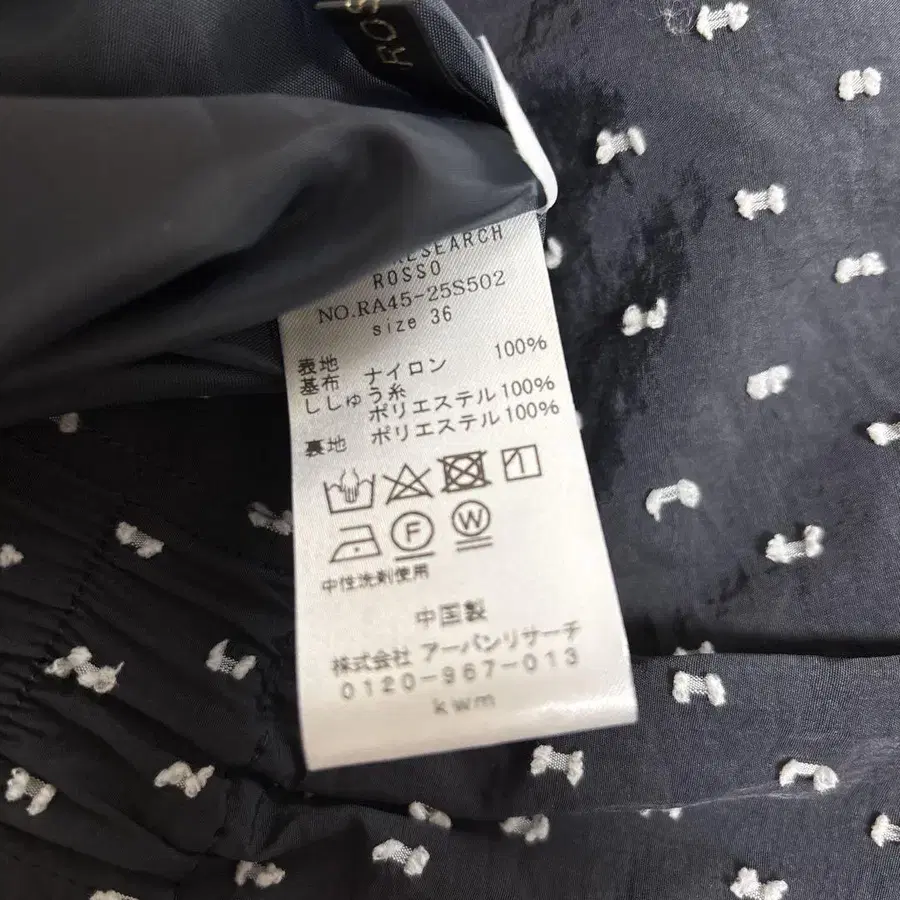 ROS
RESEARCH
ROSSO
NO.RA45-25S502
size 36
表地
基布 ナイロン 100%
ししゅう糸
ポリエステル100%
裏地 ポリエステル100%
F W
中性洗剤使用
中国製
株式会社 アーバンリサーチ
0120-967-013
kwm